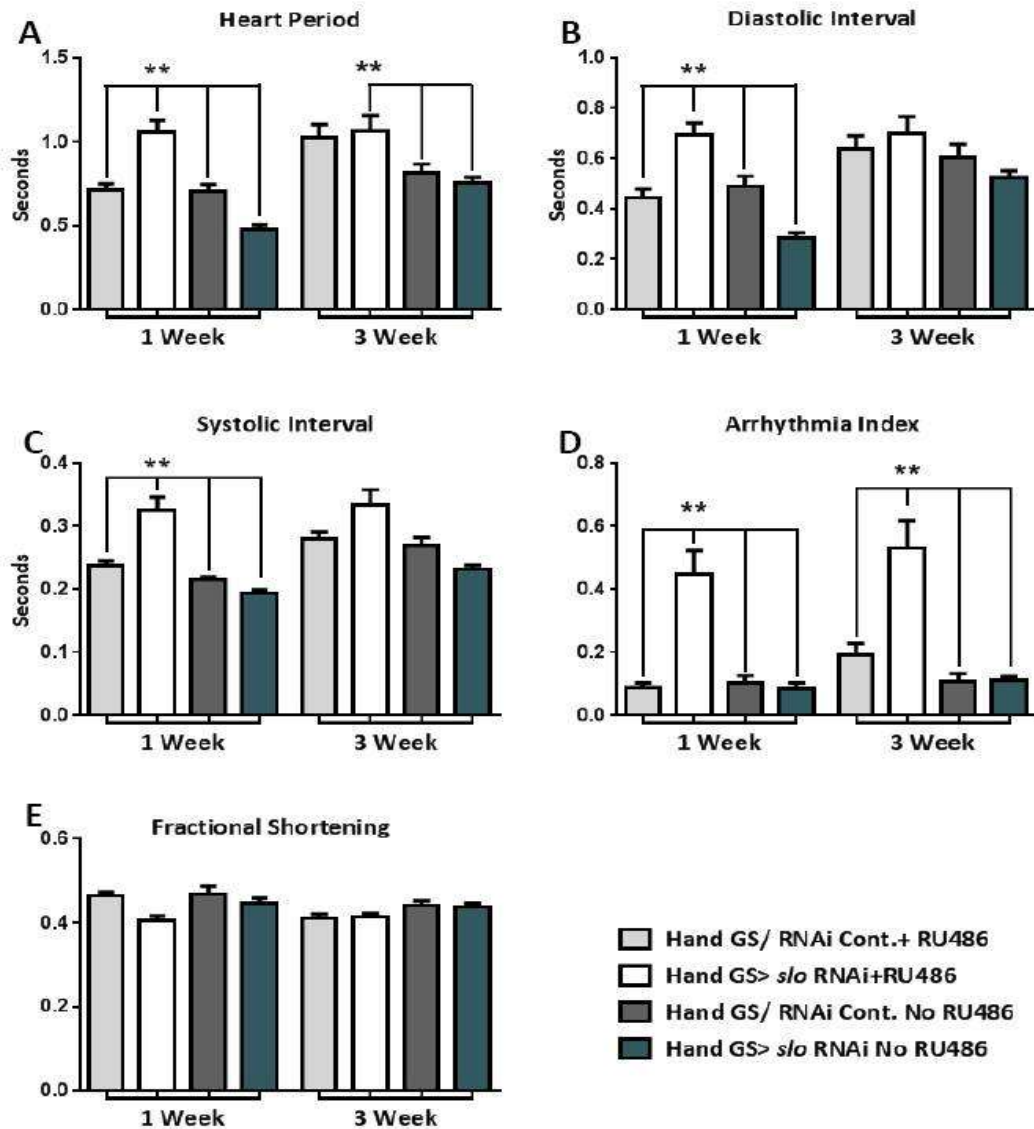 A
Heart Period
1.5
1.0
0.5
0.0
Seconds
**
**
1 Week
3 Week
B
Diastolic Interval
1.0
0.8
0.6
0.4
0.2
0.0
Seconds
**
1 Week
3 Week
C
Systolic Interval
0.4
0.3
0.2
0.1
0.0
Seconds
**
1 Week
3 Week
D
Arrhythmia Index
0.8
0.6
0.4
0.2
0.0
**
**
1 Week
3 Week
E
Fractional Shortening
0.6
0.4
0.2
0.0
1 Week
3 Week
Hand GS/ RNAi Cont.+ RU486
Hand GS> slo RNAi+RU486
Hand GS/ RNAi Cont. No RU486
Hand GS> slo RNAi No RU486